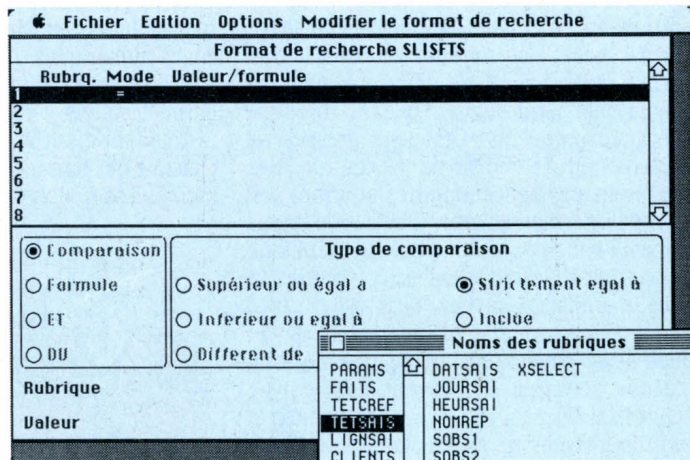 Fichier Edition Options Modifier le format de recherche
Format de recherche SLISFTS
Rubrq. Mode Valeur/formule
1 =
2
3
4
5
6
7
8
Comparaison
Type de comparaison
Formule
Supérieur ou égal a
Strictement egal à
ET
Inferieur ou egal à
Inclue
OU
Different de
Noms des rubriques
Rubrique
Valeur
PARAMS DATSAIS XSELECT
FAITS JOURSAI
TETCREF HEURSAI
TETSAIS NOMREP
LIGNSAI SOBS1
CLIENTS SOBS2